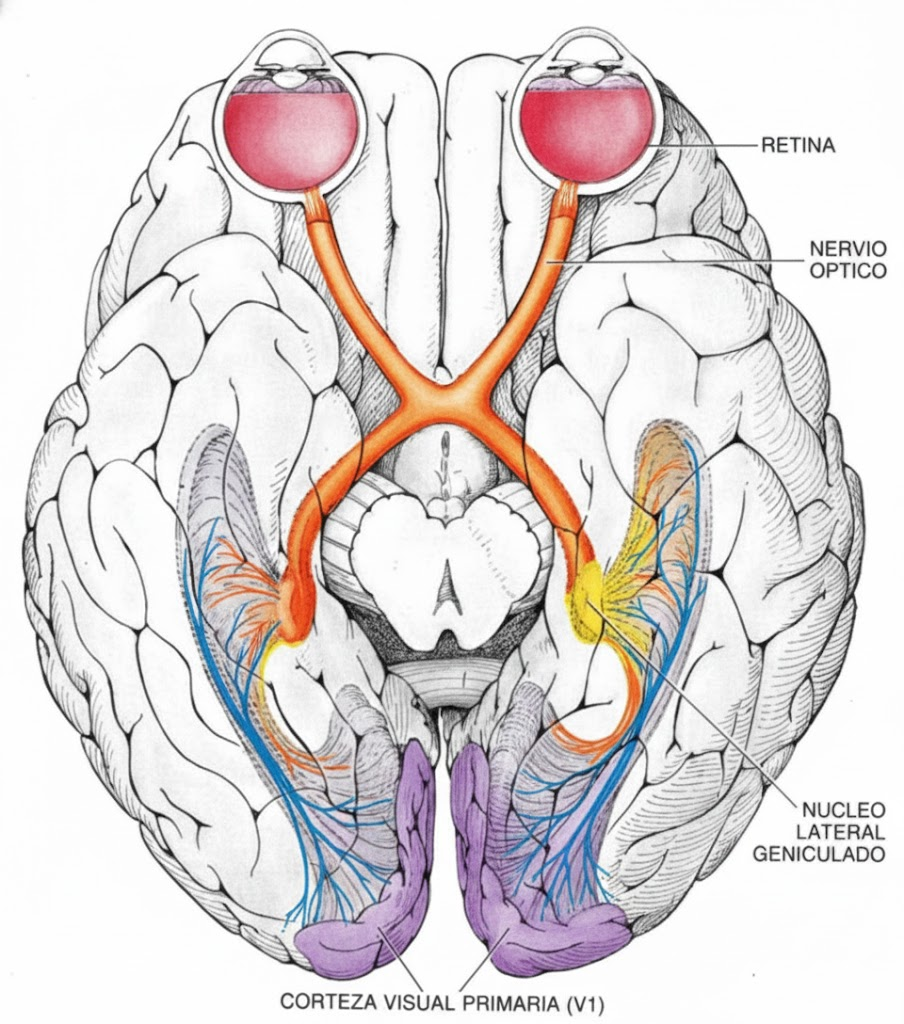 RETINA
NERVIO
OPTICO
NUCLEO
LATERAL
GENICULADO
CORTEZA VISUAL PRIMARIA (V1)